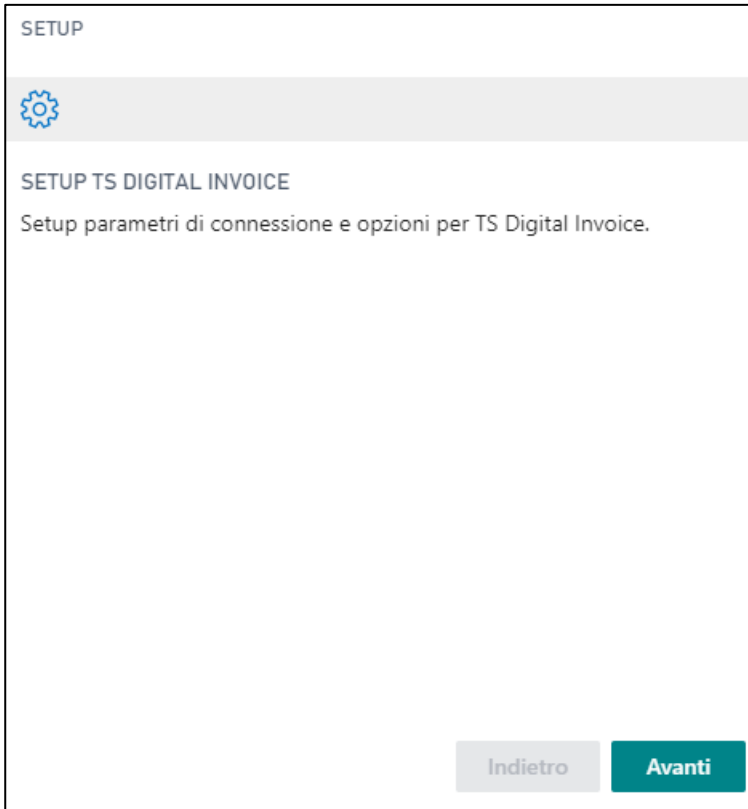 SETUP
SETUP TS DIGITAL INVOICE
Setup parametri di connessione e opzioni per TS Digital Invoice.
Indietro Avanti